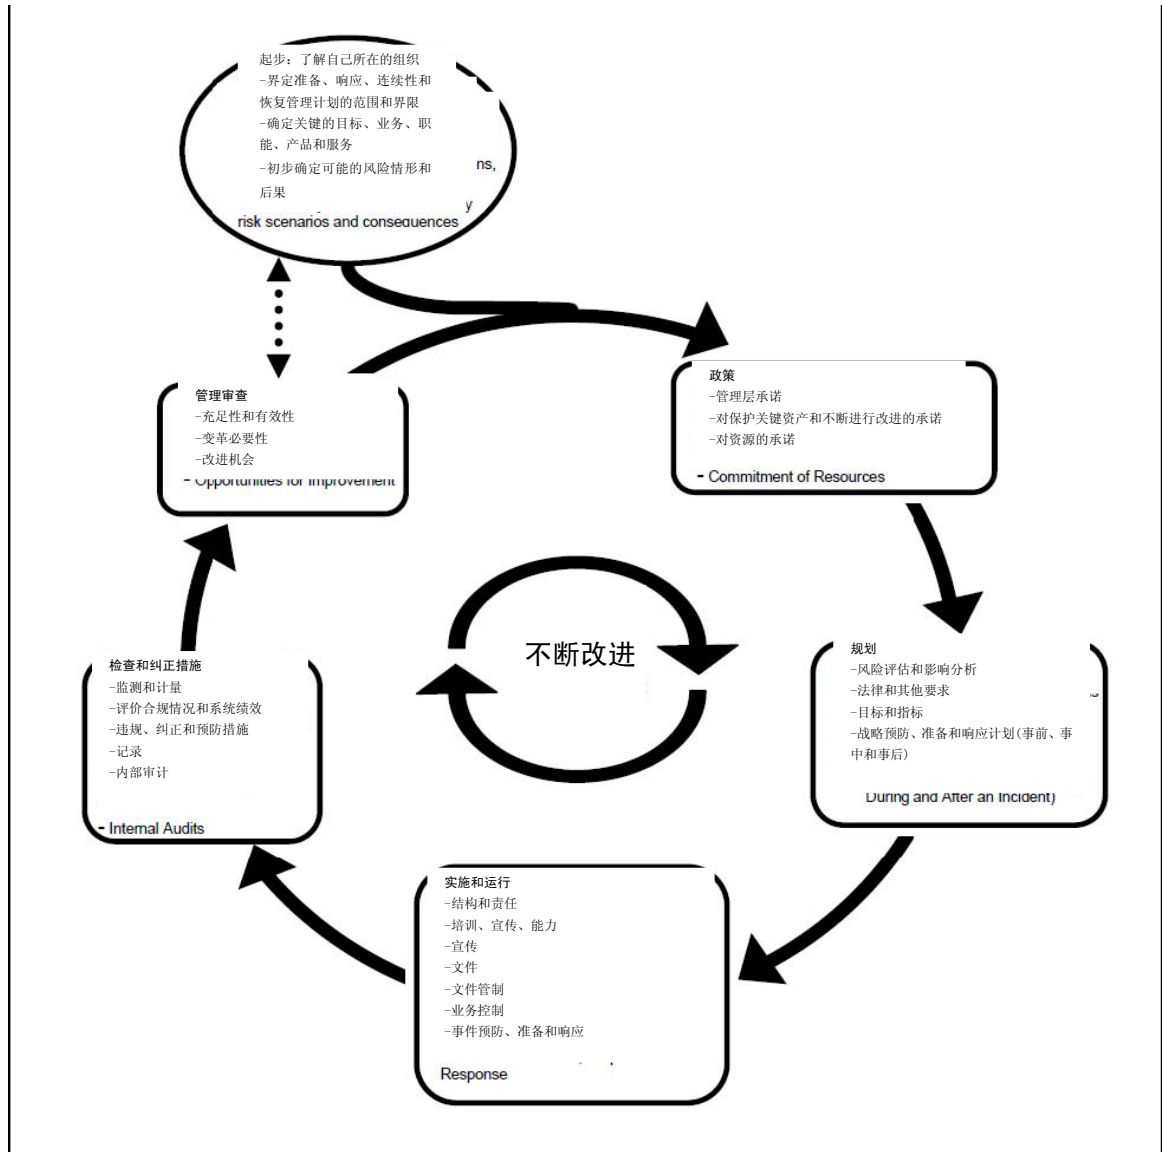 起步：了解自己所在的组织
-界定准备、响应、连续性和
恢复管理计划的范围和界限
-确定关键的目标、业务、职
能、产品和服务
-初步确定可能的风险情形和
后果
ns,
y
risk scenarios and consequences
管理审查
-充足性和有效性
-变革必要性
-改进机会
- Opportunities for Improvement
政策
-管理层承诺
-对保护关键资产和不断进行改进的承诺
-对资源的承诺
- Commitment of Resources
不断改进
规划
-风险评估和影响分析
-法律和其他要求
-目标和指标
-战略预防、准备和响应计划(事前、事
中和事后)
During and After an Incident)
检查和纠正措施
-监测和计量
-评价合规情况和系统绩效
-违规、纠正和预防措施
-记录
-内部审计
- Internal Audits
实施和运行
-结构和责任
-培训、宣传、能力
-宣传
-文件
-文件管制
-业务控制
-事件预防、准备和响应
Response